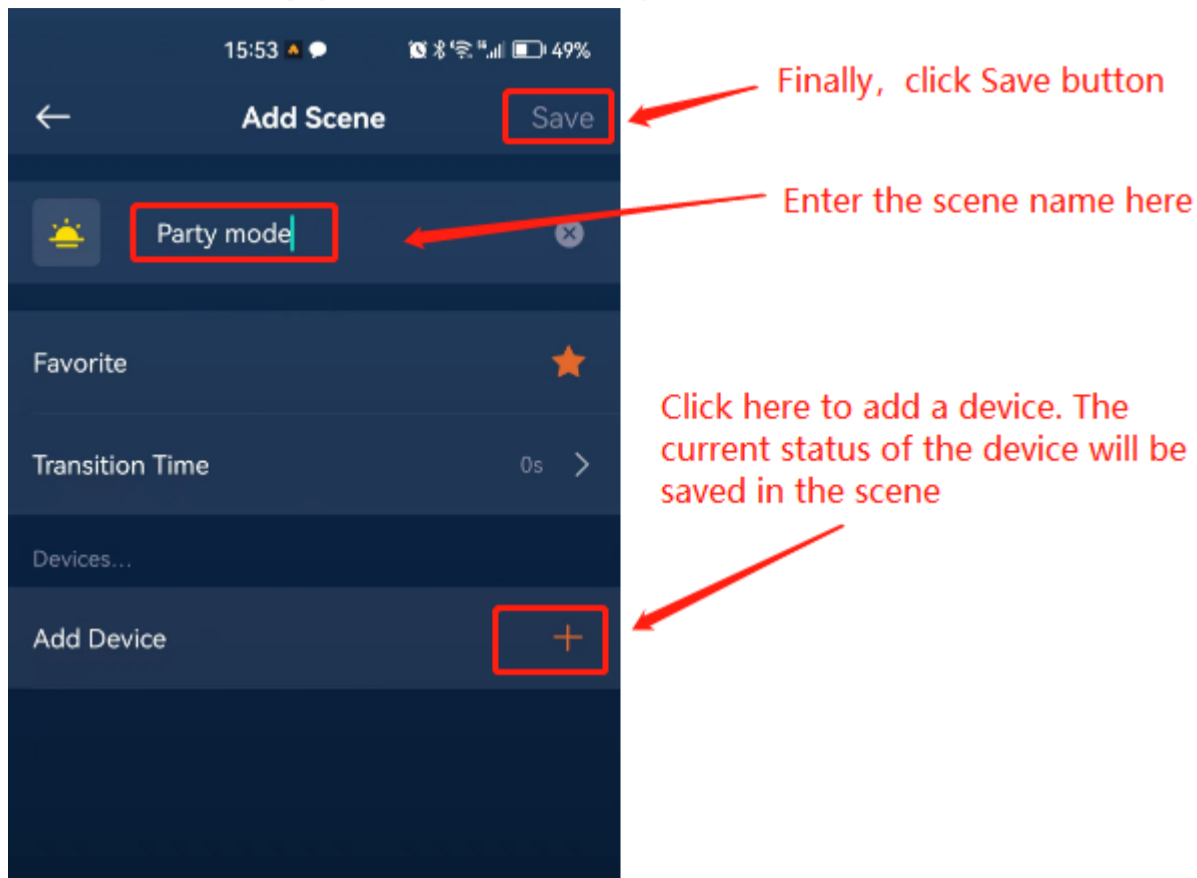 15:53
49%
Finally, click Save button
Add Scene
Save
Enter the scene name here
Party mode
Favorite
Click here to add a device. The
current status of the device will be
saved in the scene
Transition Time
0s
Devices...
Add Device